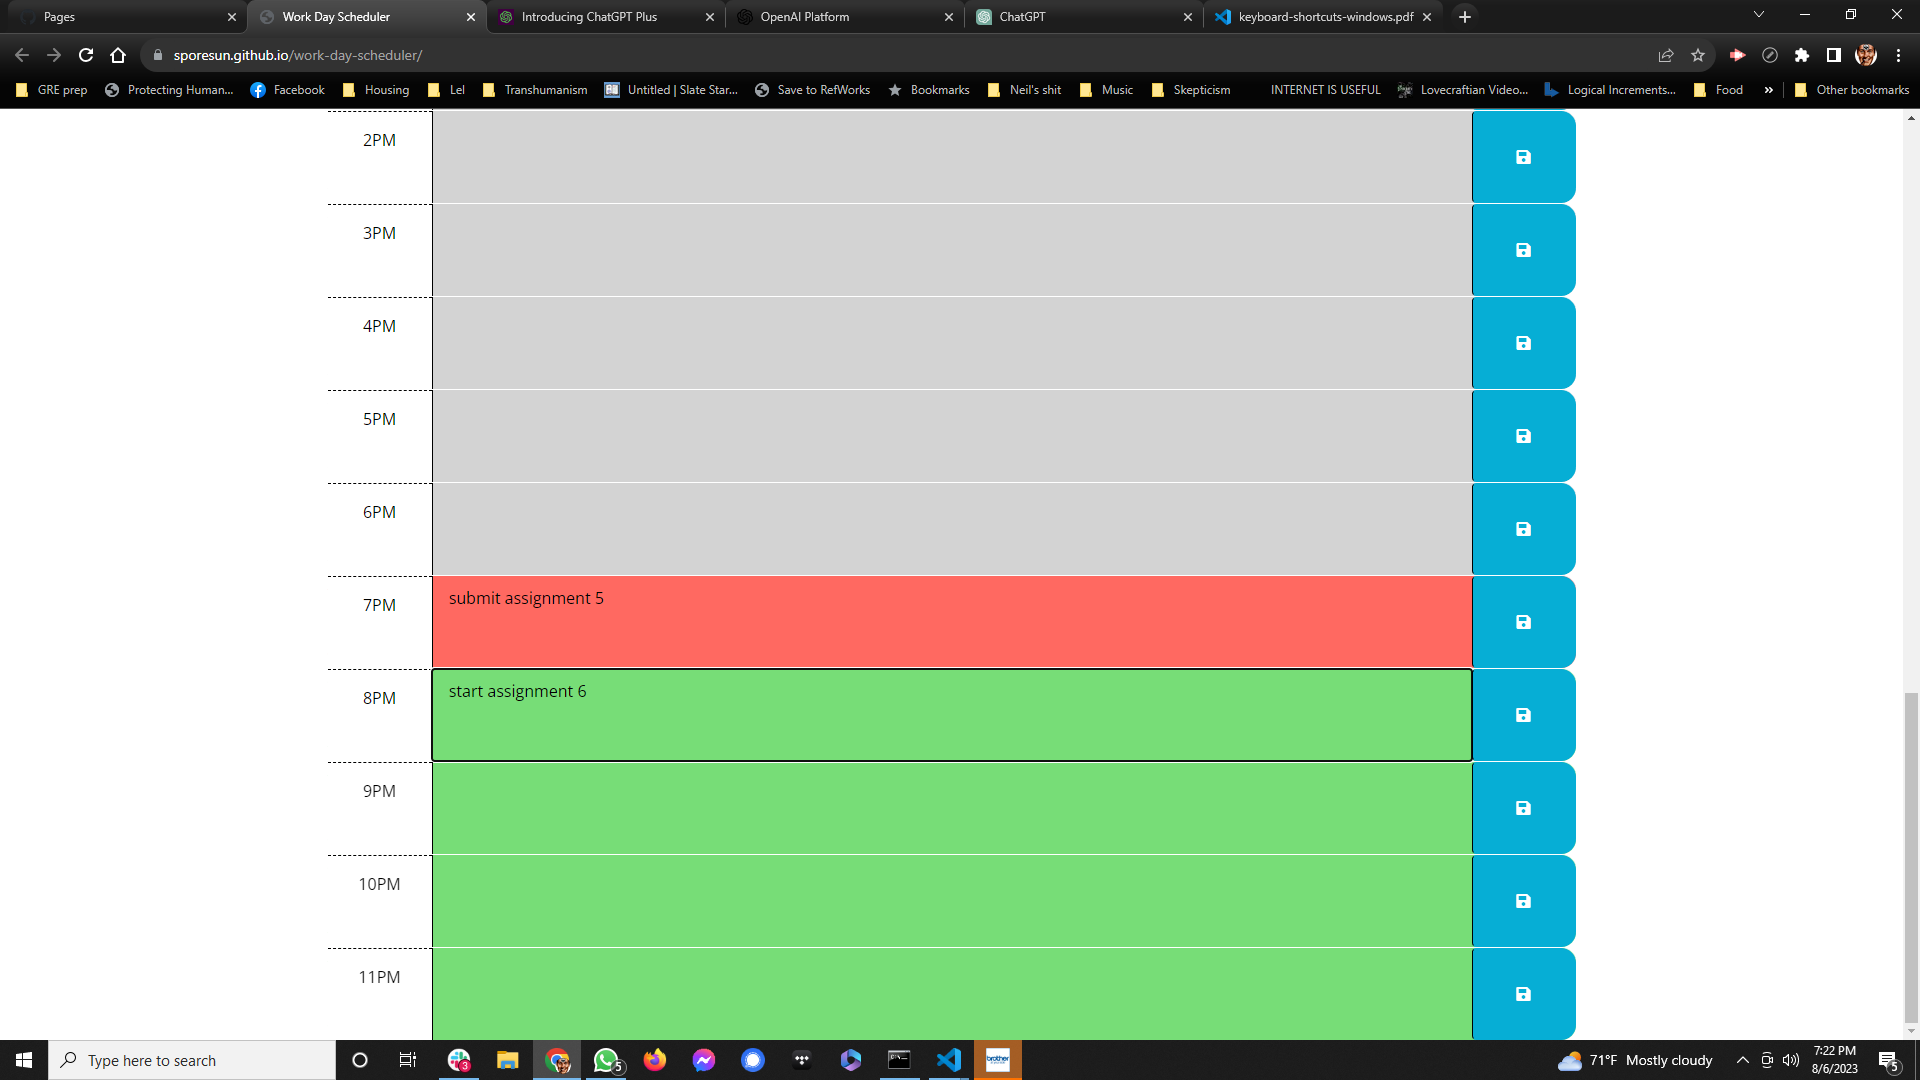 Pages
Work Day Scheduler
Introducing ChatGPT Plus
OpenAI Platform
ChatGPT
keyboard-shortcuts-windows.pdf
sporesun.github.io/work-day-scheduler/
GRE prep
Protecting Human...
Facebook
Housing
Lel
Transhumanism
Untitled | Slate Star...
Save to RefWorks
Bookmarks
Neil's shit
Music
Skepticism
INTERNET IS USEFUL
Lovecraftian Video...
Logical Increments...
Food
»
Other bookmarks
2PM
3PM
4PM
5PM
6PM
7PM
submit assignment 5
8PM
start assignment 6
9PM
10PM
11PM
Type here to search
3
5
brother
71°F Mostly cloudy
7:22 PM
8/6/2023
5